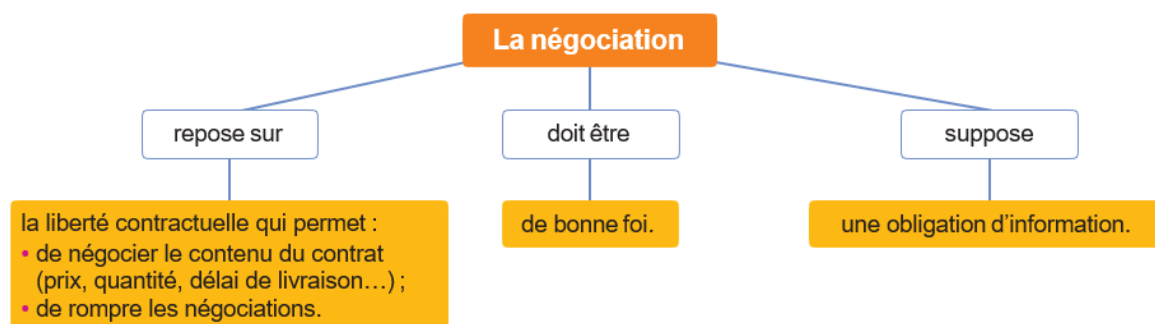 La négociation
repose sur
doit être
suppose
la liberté contractuelle qui permet :
• de négocier le contenu du contrat
(prix, quantité, délai de livraison…) ;
• de rompre les négociations.
de bonne foi.
une obligation d'information.